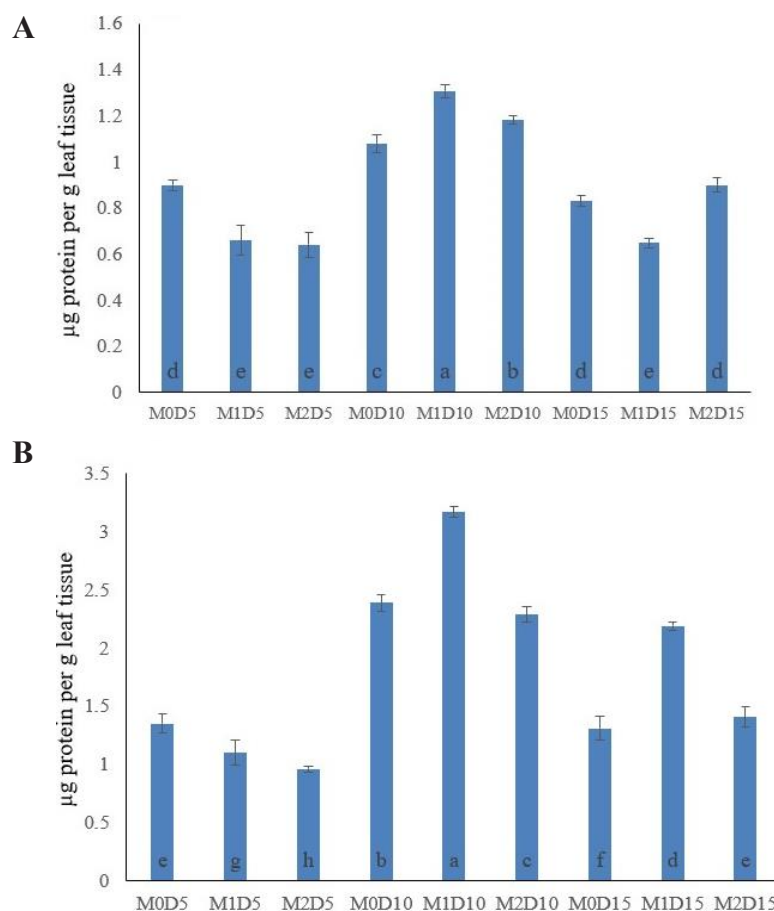 A
µg protein per g leaf tissue
1.6
1.4
1.2
1
0.8
0.6
0.4
0.2
0
d e e c a b d e d
M0D5 M1D5 M2D5 M0D10 M1D10 M2D10 M0D15 M1D15 M2D15
B
µg protein per g leaf tissue
3.5
3
2.5
2
1.5
1
0.5
0
e g h b a c f d e
M0D5 M1D5 M2D5 M0D10 M1D10 M2D10 M0D15 M1D15 M2D15